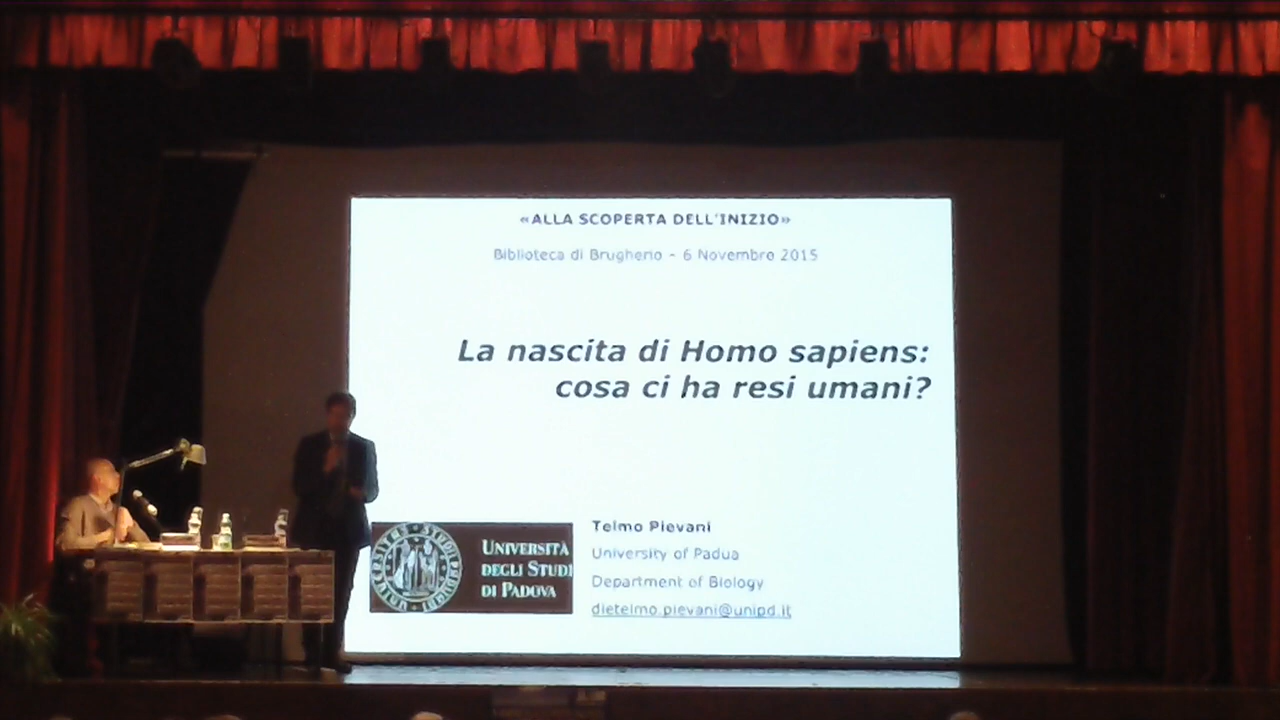 «ALLA SCOPERTA DELL'INIZIO»
Biblioteca di Brugherio - 6 Novembre 2015
La nascita di Homo sapiens:
cosa ci ha resi umani?
UNIVERSITÀ
DEGLI STUDI
DI PADOVA
Telmo Pievani
University of Padua
Department of Biology
dietelmo.pievani@unipd.it